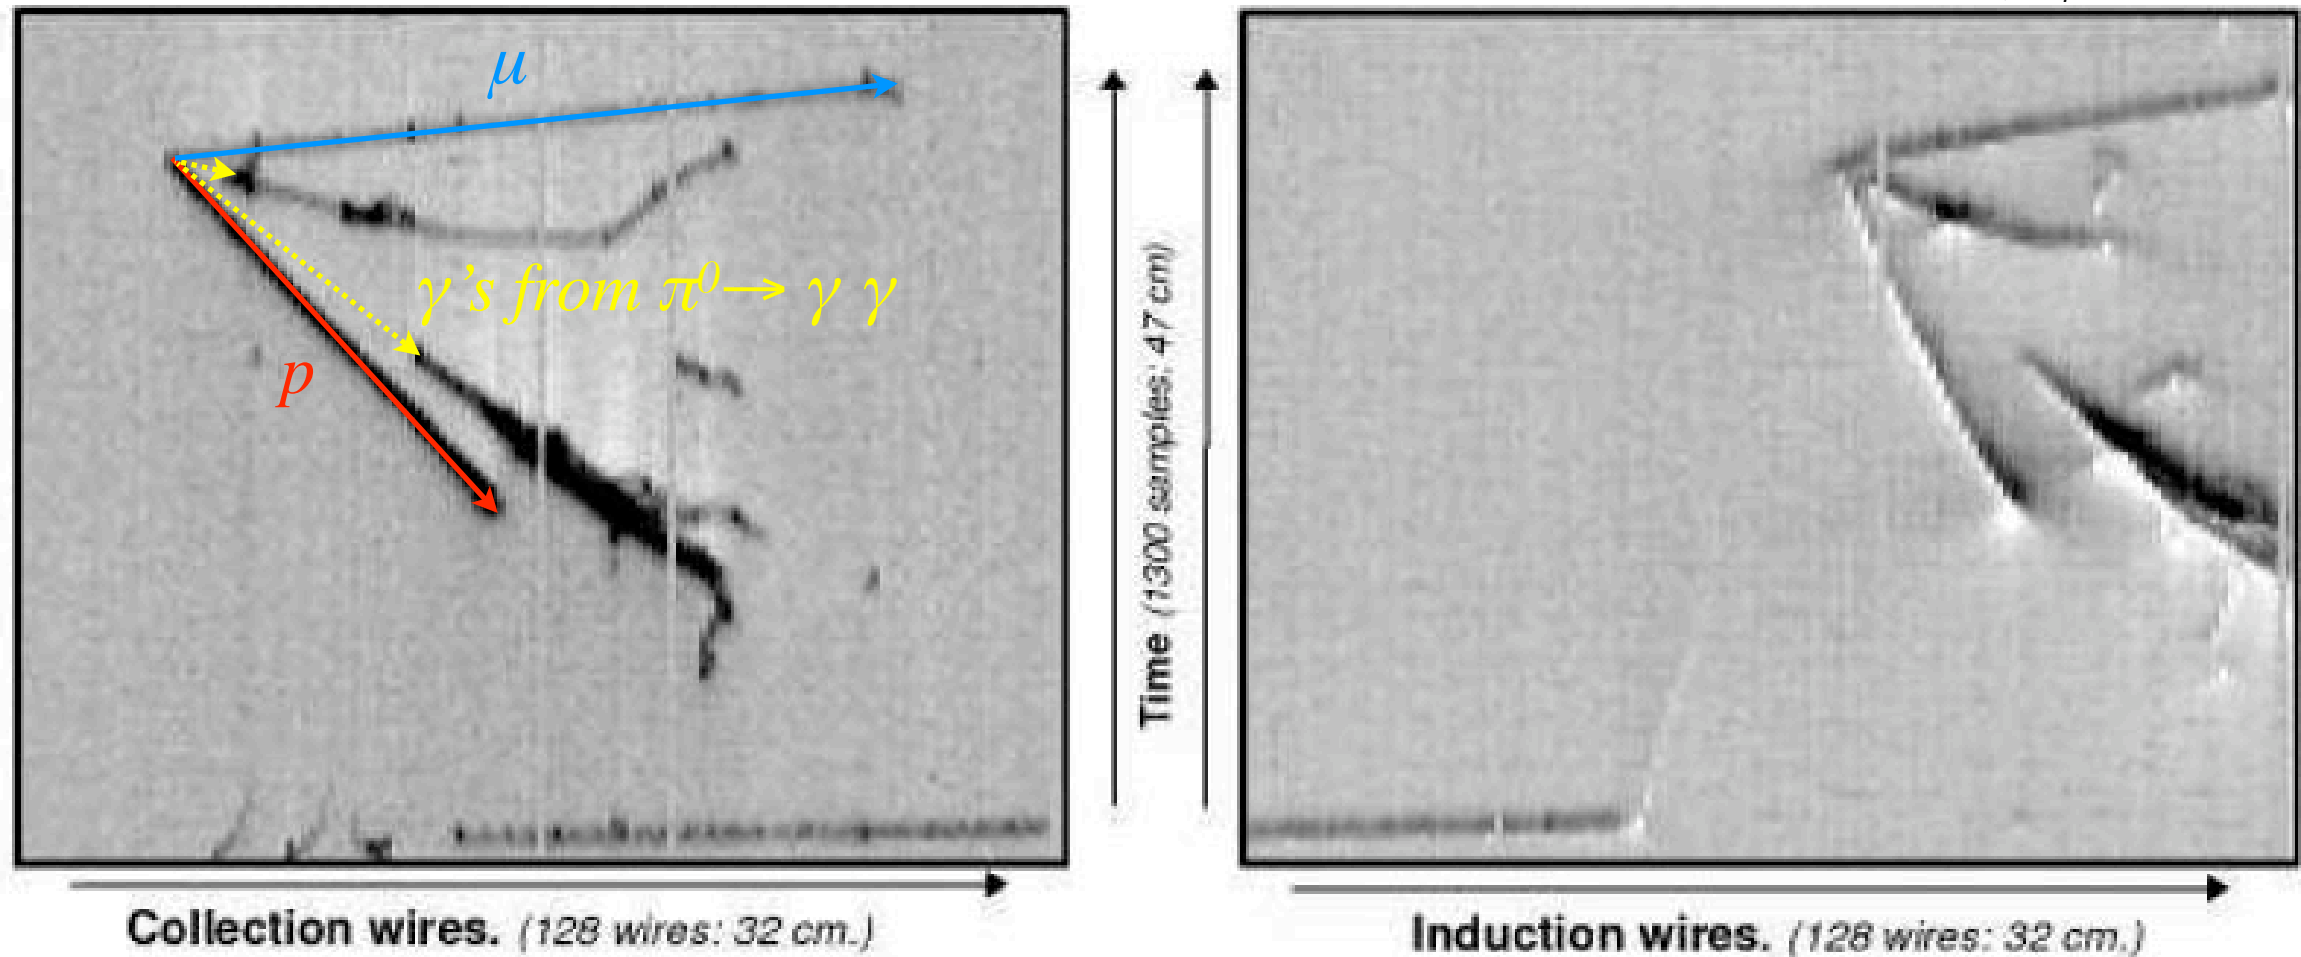 μ
γ's from π⁰→ γ γ
p
Time (1300 samples: 47 cm)
Collection wires. (128 wires: 32 cm.)
Induction wires. (128 wires: 32 cm.)